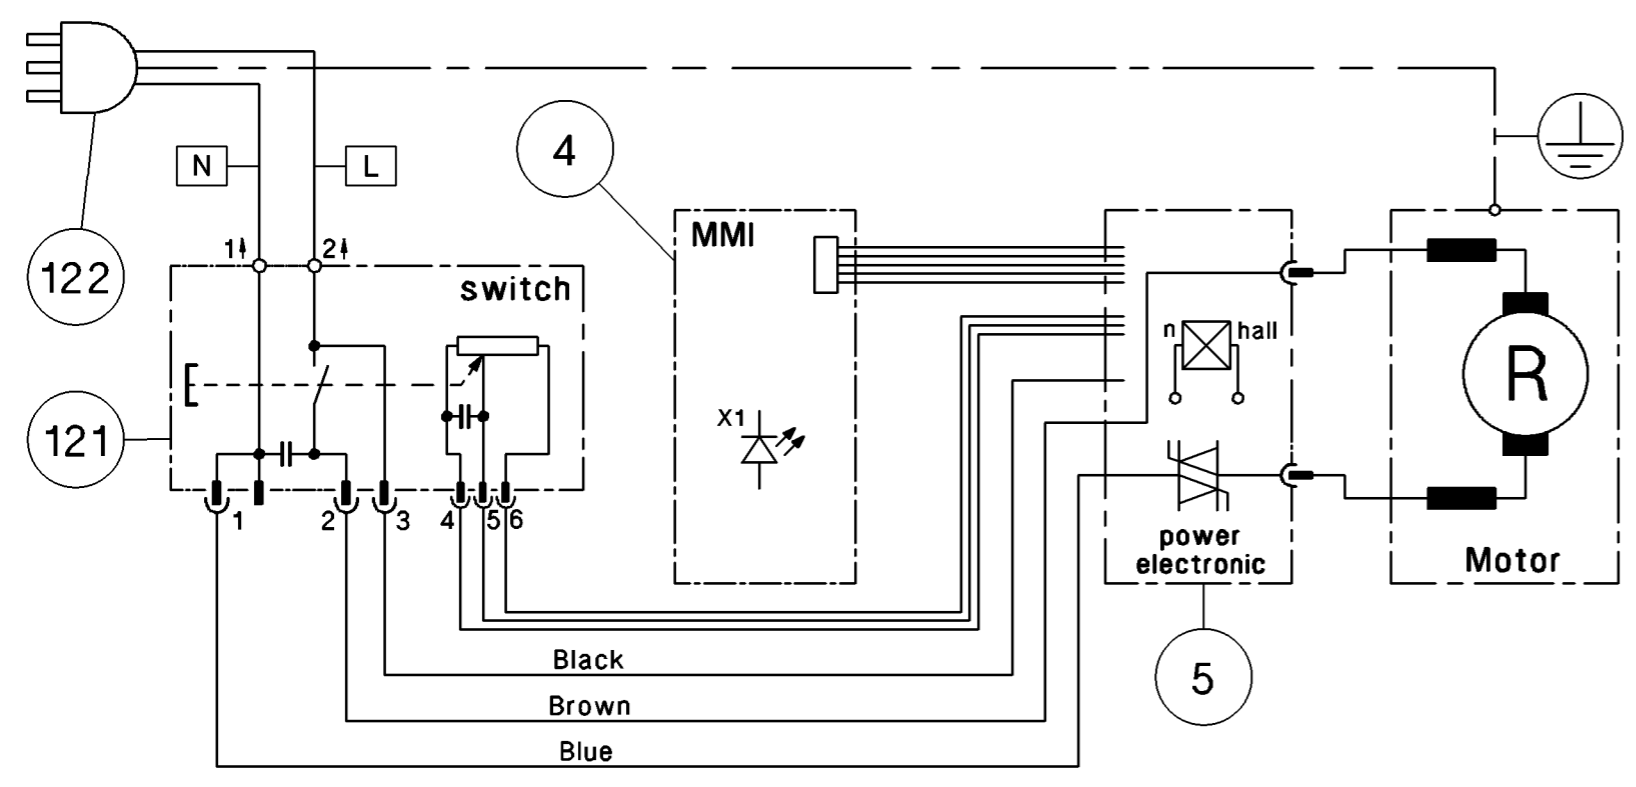 N
L
4
122
1
2
switch
MMI
n
hall
R
121
X1
1
2
3
4
5
6
power
electronic
Motor
Black
5
Brown
Blue